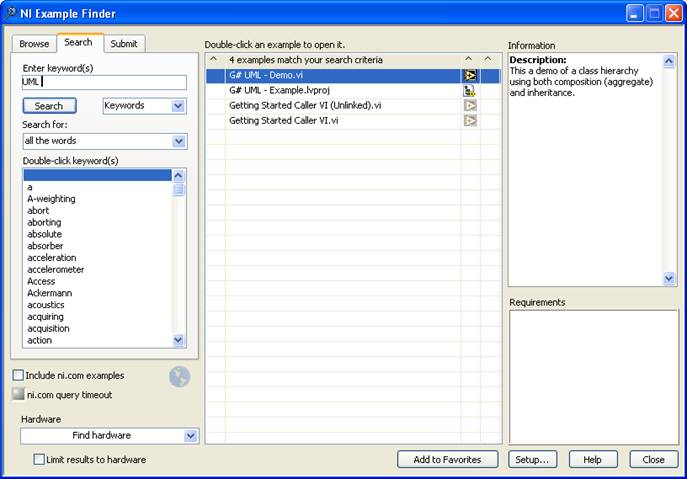 NI Example Finder
Browse Search Submit
Enter keyword(s)
UML
Search Keywords
Search for:
all the words
Double-click keyword(s)
a
A-weighting
abort
aborting
absolute
absorber
acceleration
accelerometer
Access
Ackermann
acoustics
acquiring
acquisition
action
Include ni.com examples
ni.com query timeout
Hardware
Find hardware
Limit results to hardware
Double-click an example to open it.
4 examples match your search criteria
G# UML - Demo.vi
G# UML - Example.lvproj
Getting Started Caller VI (Unlinked).vi
Getting Started Caller VI.vi
Information
Description:
This a demo of a class hierarchy
using both composition (aggregate)
and inheritance.
Requirements
Add to Favorites Setup... Help Close